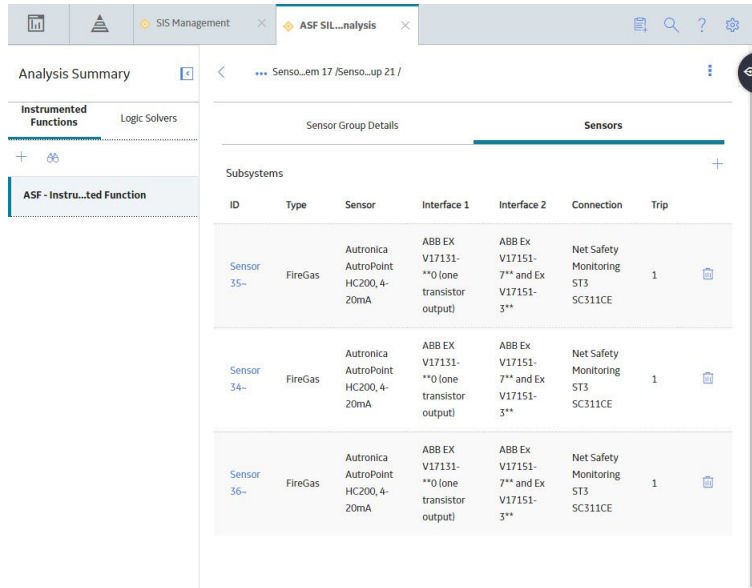 SIS Management
ASF SIL...nalysis
?
Analysis Summary
... Senso...em 17 /Senso...up 21 /
Instrumented
Functions
Logic Solvers
Sensor Group Details
Sensors
Subsystems
ASF - Instru...ted Function
ID Type Sensor Interface 1 Interface 2 Connection Trip
Sensor
35~
FireGas
Autronica
AutroPoint
HC200, 4-
20mA
ABB EX
V17131-
**0 (one
transistor
output)
ABB Ex
V17151-
7** and Ex
V17151-
3**
Net Safety
Monitoring
ST3
SC311CE
1
Sensor
34~
FireGas
Autronica
AutroPoint
HC200, 4-
20mA
ABB EX
V17131-
**0 (one
transistor
output)
ABB Ex
V17151-
7** and Ex
V17151-
3**
Net Safety
Monitoring
ST3
SC311CE
1
Sensor
36~
FireGas
Autronica
AutroPoint
HC200, 4-
20mA
ABB EX
V17131-
**0 (one
transistor
output)
ABB Ex
V17151-
7** and Ex
V17151-
3**
Net Safety
Monitoring
ST3
SC311CE
1